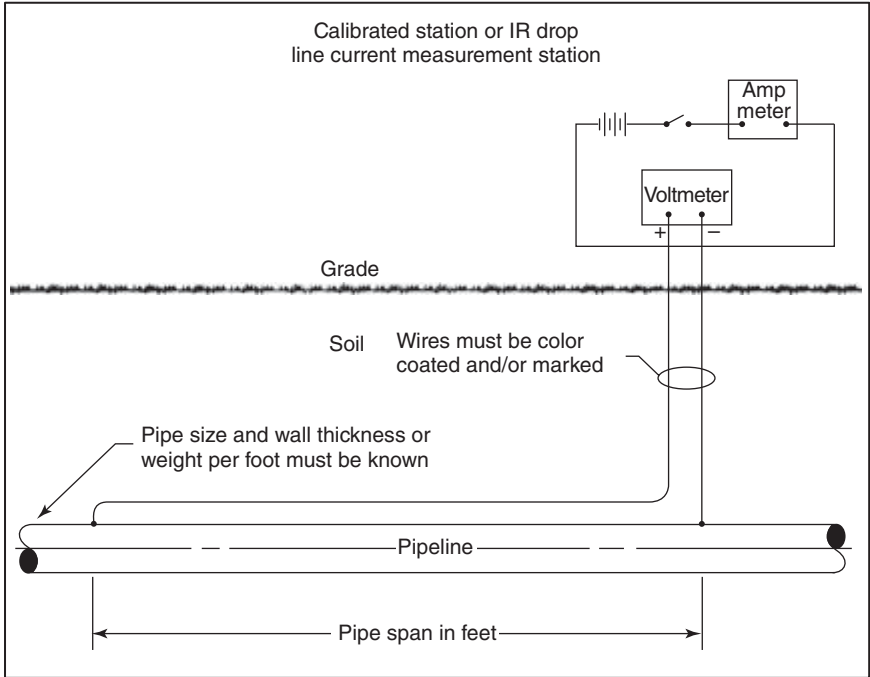 Calibrated station or IR drop
line current measurement station
Amp
meter
Voltmeter
+ −
Grade
Soil
Wires must be color
coated and/or marked
Pipe size and wall thickness or
weight per foot must be known
Pipeline
Pipe span in feet